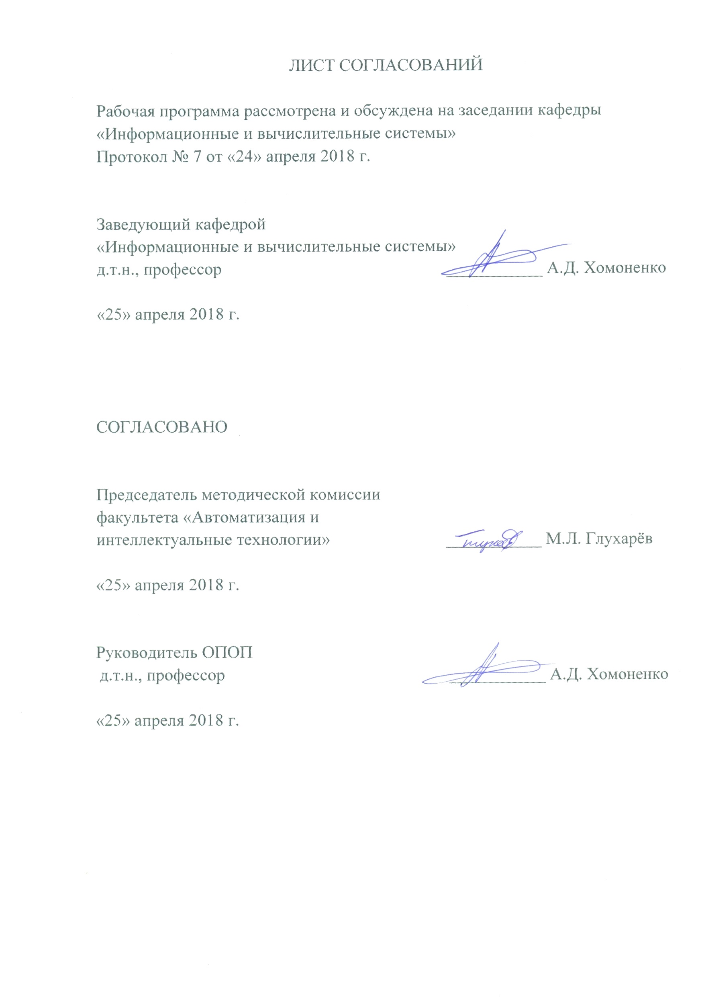 ЛИСТ СОГЛАСОВАНИЙ
Рабочая программа рассмотрена и обсуждена на заседании кафедры
«Информационные и вычислительные системы»
Протокол № 7 от «24» апреля 2018 г.
Заведующий кафедрой
«Информационные и вычислительные системы»
д.т.н., профессор ____________ А.Д. Хомоненко
«25» апреля 2018 г.
СОГЛАСОВАНО
Председатель методической комиссии
факультета «Автоматизация и
интеллектуальные технологии» ____________ М.Л. Глухарёв
«25» апреля 2018 г.
Руководитель ОПОП
д.т.н., профессор ____________ А.Д. Хомоненко
«25» апреля 2018 г.